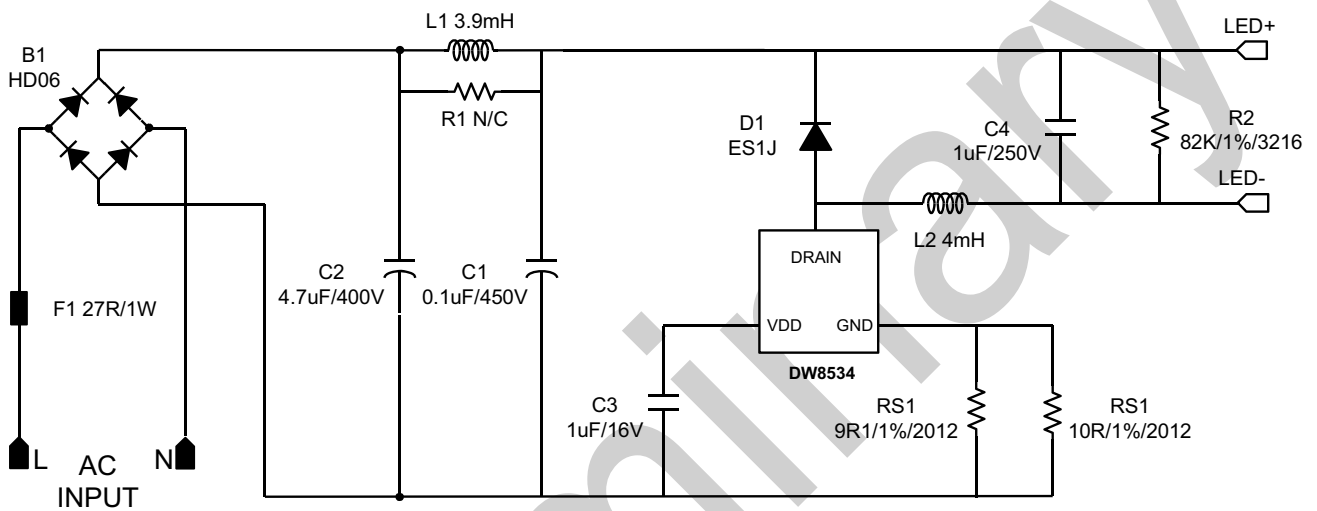 L1 3.9mH
LED+
B1
HD06
R1 N/C
D1
ES1J
C4
1uF/250V
R2
82K/1%/3216
LED-
L2 4mH
DRAIN
C2
4.7uF/400V
C1
0.1uF/450V
F1 27R/1W
VDD
GND
DW8534
C3
1uF/16V
RS1
9R1/1%/2012
RS1
10R/1%/2012
L
N
AC
INPUT
minary